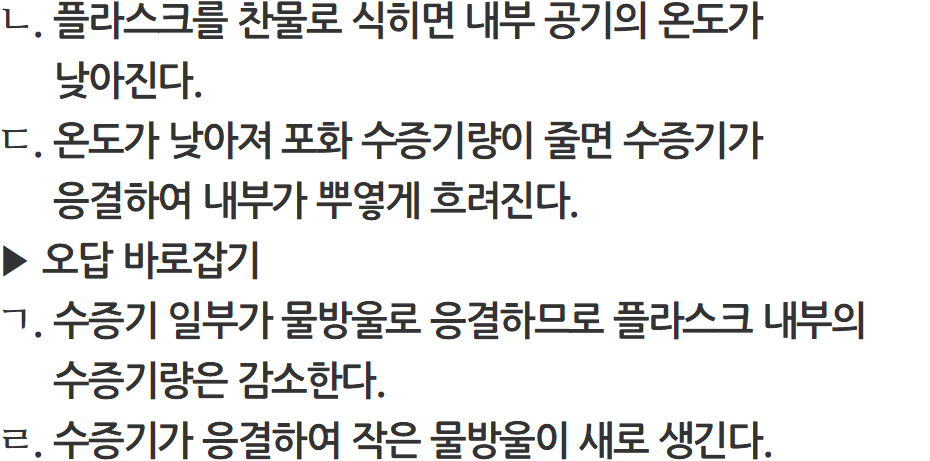 ㄴ. 플라스크를 찬물로 식히면 내부 공기의 온도가
낮아진다.
ㄷ. 온도가 낮아져 포화 수증기량이 줄면 수증기가
응결하여 내부가 뿌옇게 흐려진다.
▶ 오답 바로잡기
ㄱ. 수증기 일부가 물방울로 응결하므로 플라스크 내부의
수증기량은 감소한다.
ㄹ. 수증기가 응결하여 작은 물방울이 새로 생긴다.